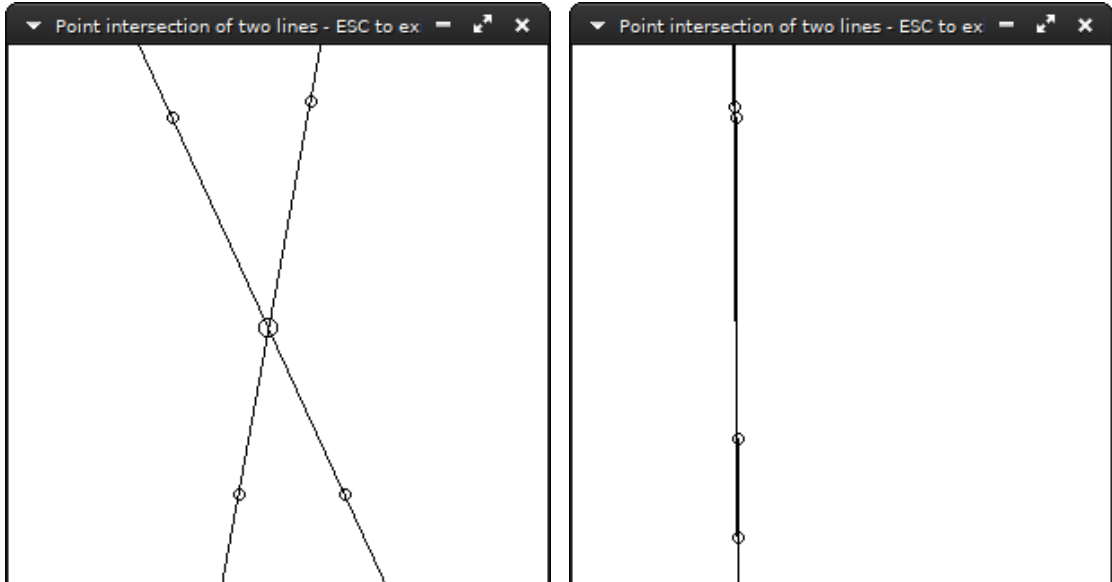 Point intersection of two lines - ESC to ex
Point intersection of two lines - ESC to ex